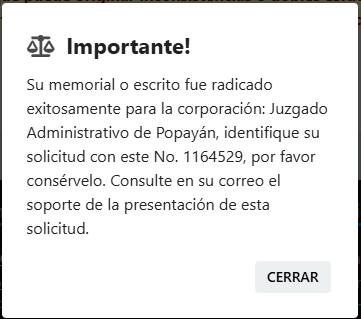 Importante!
Su memorial o escrito fue radicado
exitosamente para la corporación: Juzgado
Administrativo de Popayán, identifique su
solicitud con este No. 1164529, por favor
consérvelo. Consulte en su correo el
soporte de la presentación de esta
solicitud.
CERRAR